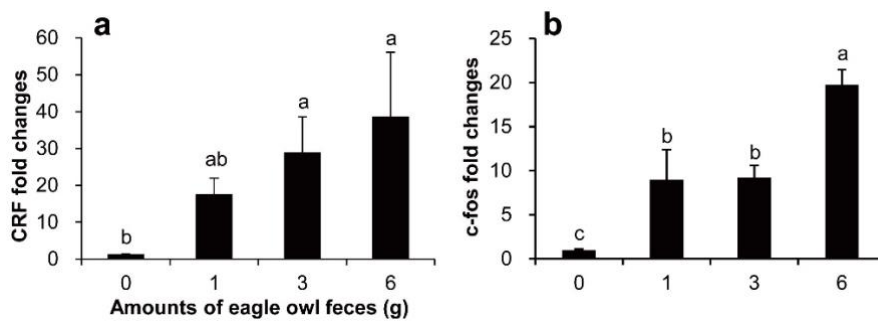 a
CRF fold changes
60
50
40
30
20
10
0
b
ab
a
a
0 1 3 6
Amounts of eagle owl feces (g)
b
c-fos fold changes
25
20
15
10
5
0
c
b
b
a
0 1 3 6